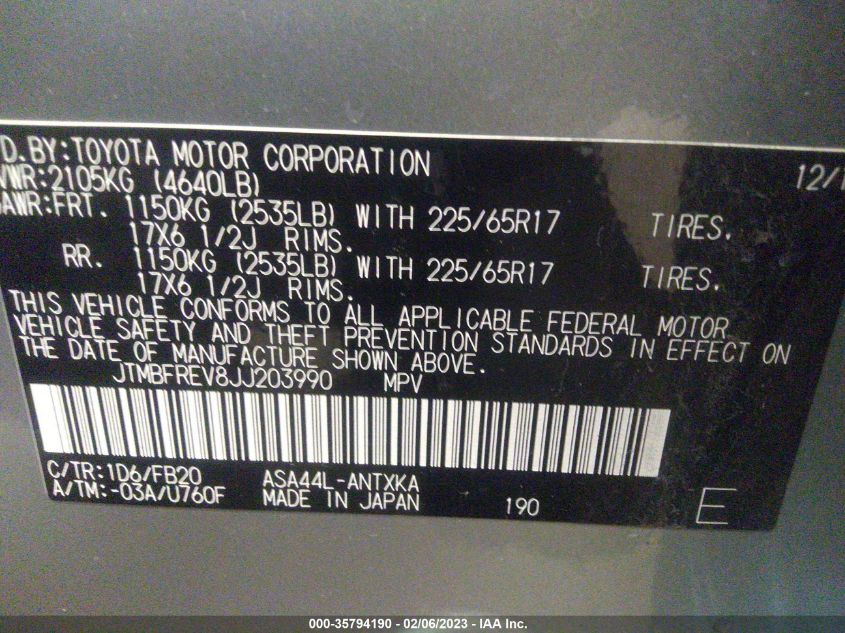 D.BY:TOYOTA MOTOR CORPORATION 12/1
VWR:2105KG (4640LB)
AWR:FRT. 1150KG (2535LB) WITH 225/65R17 TIRES.
17X6 1/2J RIMS.
RR. 1150KG (2535LB) WITH 225/65R17 TIRES.
17X6 1/2J RIMS.
THIS VEHICLE CONFORMS TO ALL APPLICABLE FEDERAL MOTOR
VEHICLE SAFETY AND THEFT PREVENTION STANDARDS IN EFFECT ON
THE DATE OF MANUFACTURE SHOWN ABOVE.
JTMBFREV8JJ203990 MPV
C/TR:1D6/FB20 ASA44L-ANTXKA
A/TM:-03A/U760F MADE IN JAPAN 190 E
000-35794190 - 02/06/2023 - IAA Inc.